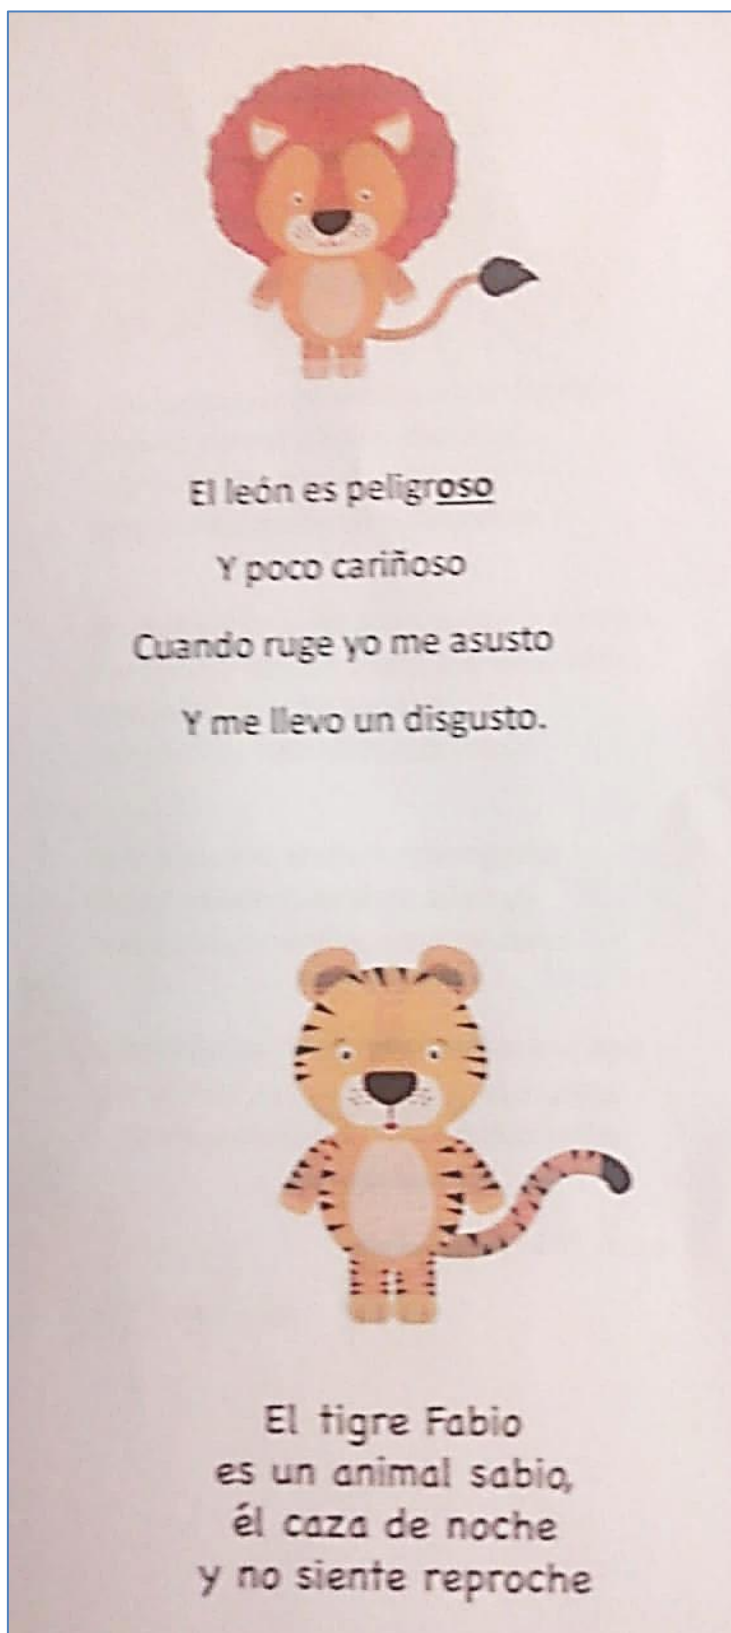 El león es peligroso
Y poco cariñoso
Cuando ruge yo me asusto
Y me llevo un disgusto.
El tigre Fabio
es un animal sabio,
él caza de noche
y no siente reproche